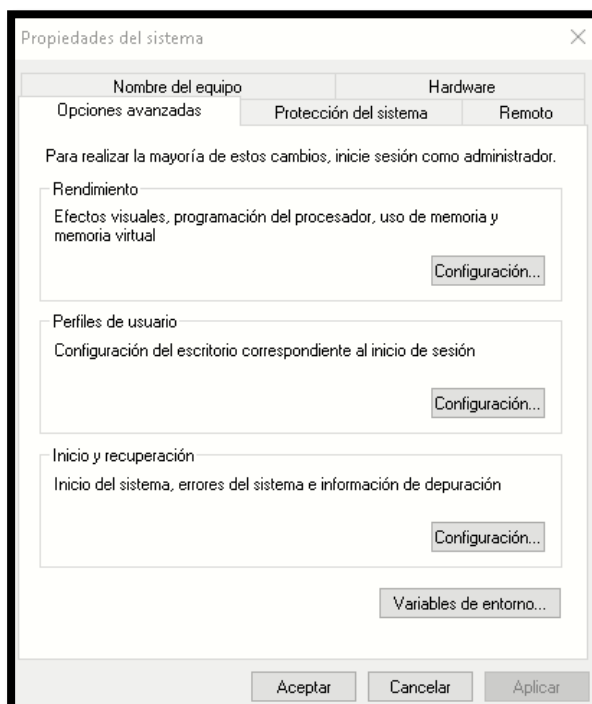 Propiedades del sistema
Nombre del equipo
Hardware
Opciones avanzadas
Protección del sistema
Remoto
Para realizar la mayoría de estos cambios, inicie sesión como administrador.
Rendimiento
Efectos visuales, programación del procesador, uso de memoria y
memoria virtual
Configuración...
Perfiles de usuario
Configuración del escritorio correspondiente al inicio de sesión
Configuración...
Inicio y recuperación
Inicio del sistema, errores del sistema e información de depuración
Configuración...
Variables de entorno...
Aceptar
Cancelar
Aplicar